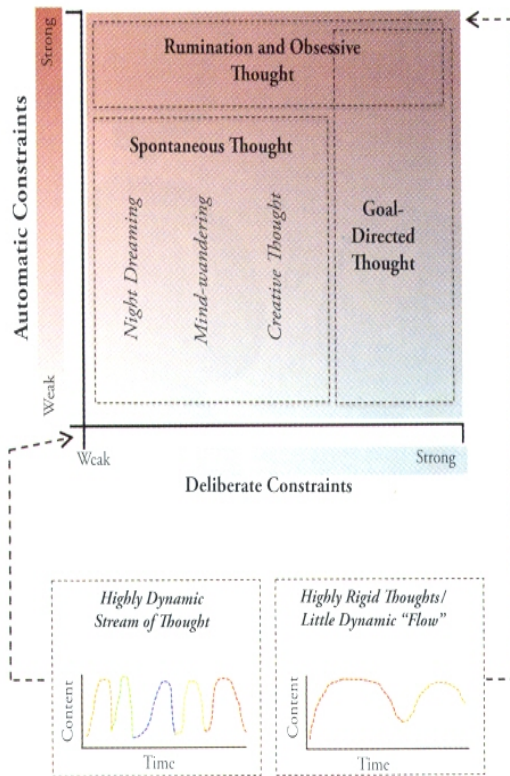 Strong
Automatic Constraints
Weak
Rumination and Obsessive
Thought
Spontaneous Thought
Night Dreaming
Mind-wandering
Creative Thought
Goal-
Directed
Thought
Weak
Strong
Deliberate Constraints
Highly Dynamic
Stream of Thought
Content
Time
Highly Rigid Thoughts/
Little Dynamic "Flow"
Content
Time